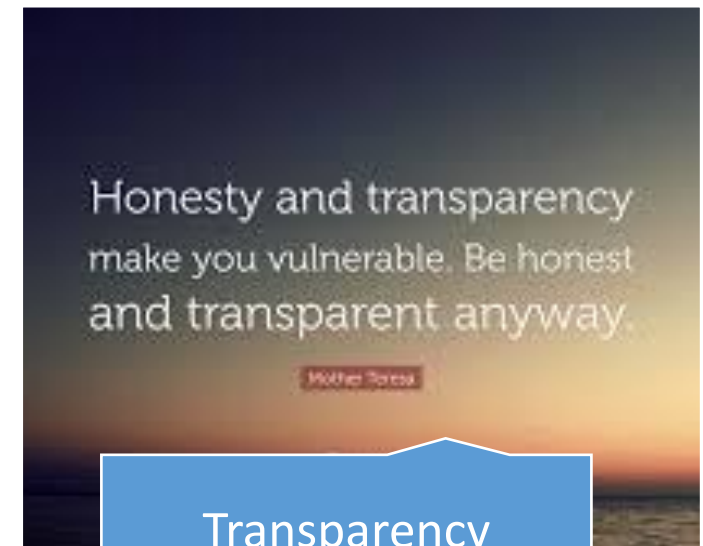 Honesty and transparency
make you vulnerable. Be honest
and transparent anyway.
Mother Teresa
Transparency